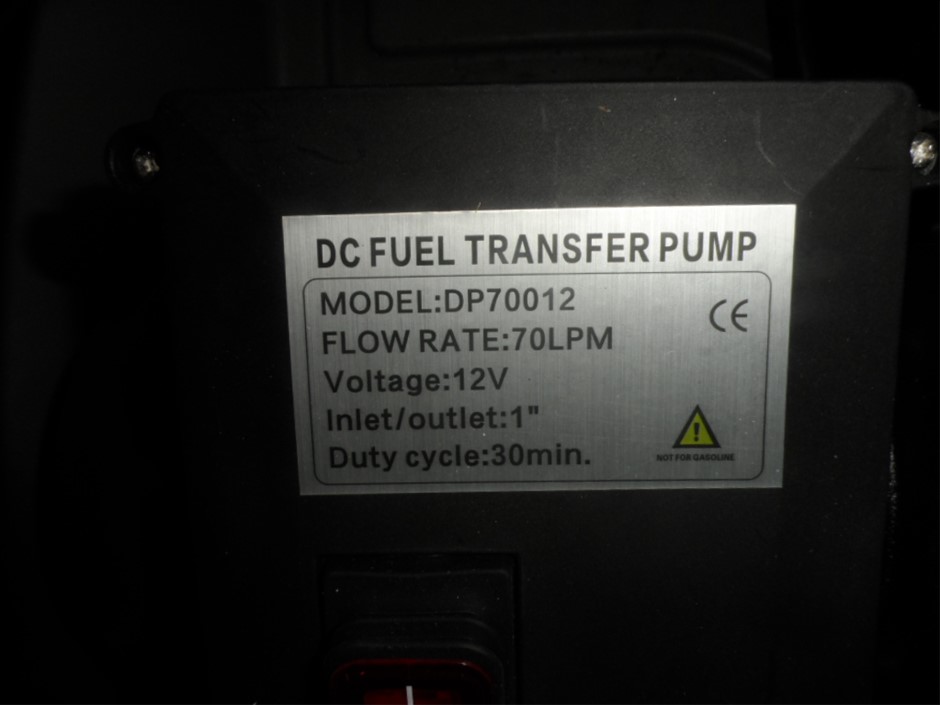 DC FUEL TRANSFER PUMP
MODEL:DP70012
CE
FLOW RATE:70LPM
Voltage:12V
Inlet/outlet:1"
Duty cycle:30min.
!
NOT FOR GASOLINE